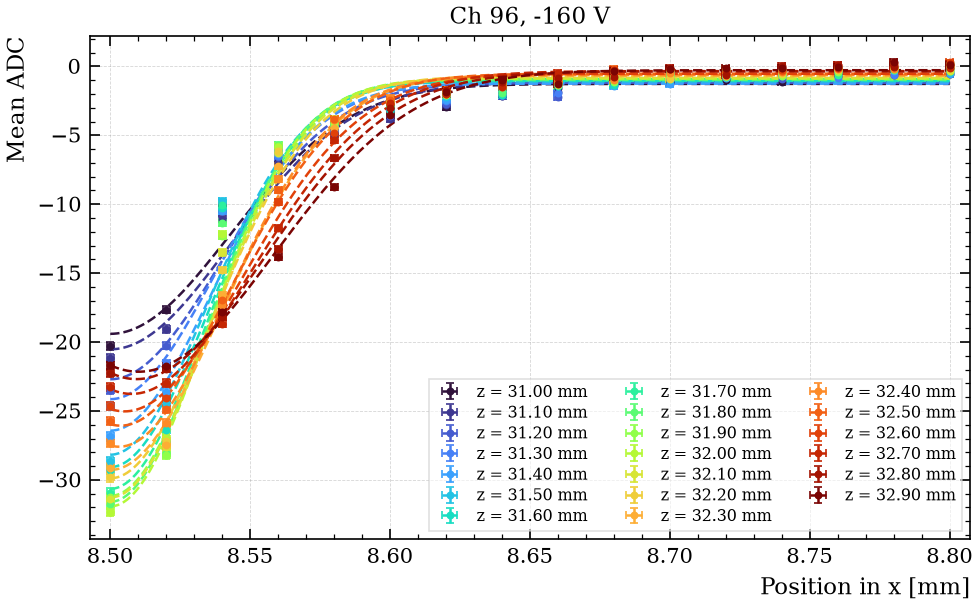 Ch 96, -160 V
Mean ADC
0
−5
−10
−15
−20
−25
−30
z = 31.00 mm
z = 31.10 mm
z = 31.20 mm
z = 31.30 mm
z = 31.40 mm
z = 31.50 mm
z = 31.60 mm
z = 31.70 mm
z = 31.80 mm
z = 31.90 mm
z = 32.00 mm
z = 32.10 mm
z = 32.20 mm
z = 32.30 mm
z = 32.40 mm
z = 32.50 mm
z = 32.60 mm
z = 32.70 mm
z = 32.80 mm
z = 32.90 mm
8.50 8.55 8.60 8.65 8.70 8.75 8.80
Position in x [mm]